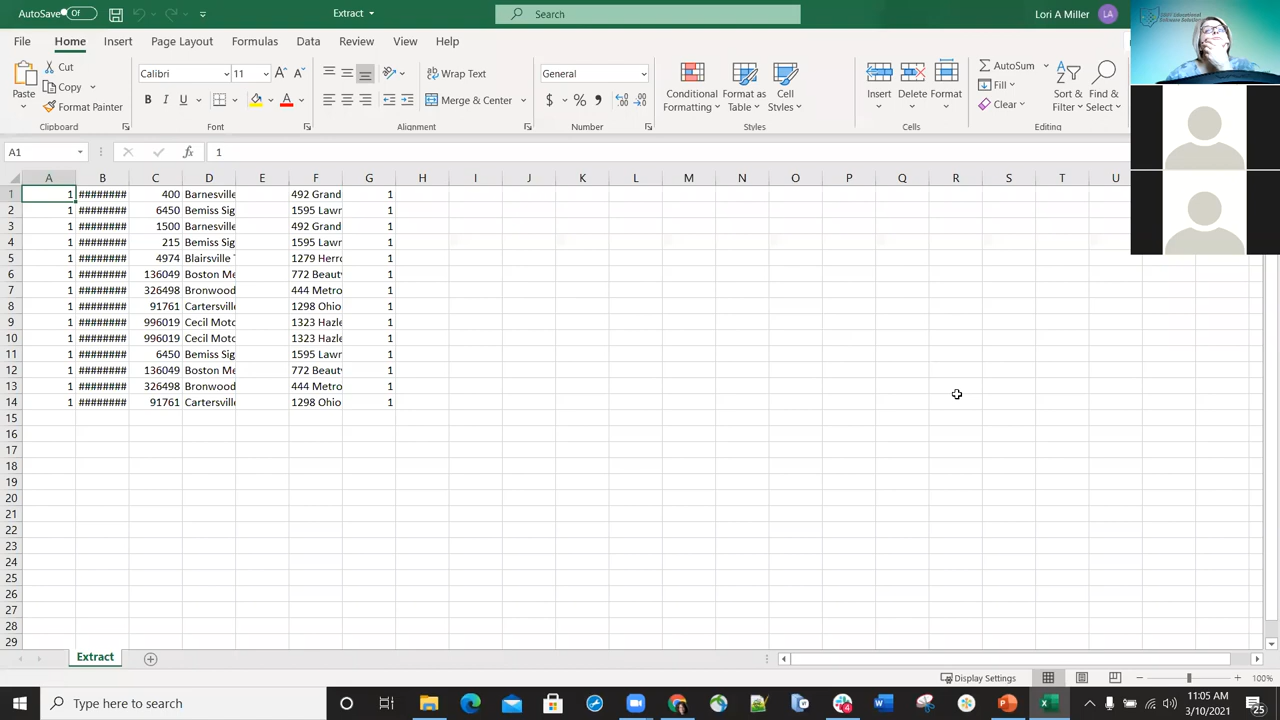 AutoSave Off Extract Search Lori A Miller LA
File Home Insert Page Layout Formulas Data Review View Help
Paste Cut Copy Format Painter Clipboard
Calibri 11 A A B I U A Font
Wrap Text Merge & Center Alignment
General $ % , Number
Conditional Formatting Format as Table Cell Styles Styles
Insert Delete Format Cells
AutoSum Fill Clear Sort & Filter Find & Select Editing
A1 fx 1
A B C D E F G H I J K L M N O P Q R S T U
1 1 ######## 400 Barnesville 492 Grand 1
2 1 ######## 6450 Bemiss Sig 1595 Lawr 1
3 1 ######## 1500 Barnesville 492 Grand 1
4 1 ######## 215 Bemiss Sig 1595 Lawr 1
5 1 ######## 4974 Blairsville T 1279 Herro 1
6 1 ######## 136049 Boston Me 772 Beaut 1
7 1 ######## 326498 Bronwood 444 Metro 1
8 1 ######## 91761 Cartersville 1298 Ohio 1
9 1 ######## 996019 Cecil Moto 1323 Hazle 1
10 1 ######## 996019 Cecil Moto 1323 Hazle 1
11 1 ######## 6450 Bemiss Sig 1595 Lawr 1
12 1 ######## 136049 Boston Me 772 Beaut 1
13 1 ######## 326498 Bronwood 444 Metro 1
14 1 ######## 91761 Cartersville 1298 Ohio 1
15
16
17
18
19
20
21
22
23
24
25
26
27
28
29
Extract
Display Settings 100%
Type here to search
11:05 AM
3/10/2021
25